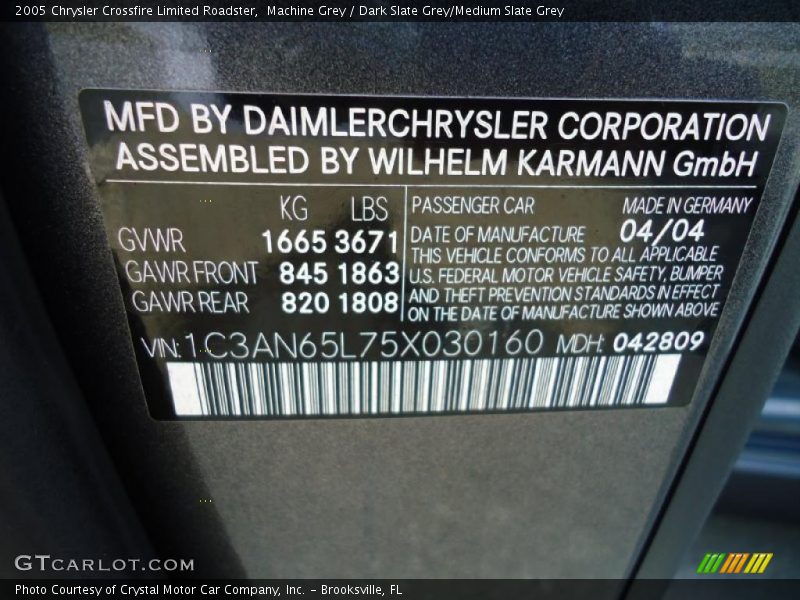 2005 Chrysler Crossfire Limited Roadster,  Machine Grey / Dark Slate Grey/Medium Slate Grey
MFD BY DAIMLERCHRYSLER CORPORATION
ASSEMBLED BY WILHELM KARMANN GmbH
KG LBS
GVWR 1665 3671
GAWR FRONT 845 1863
GAWR REAR 820 1808
PASSENGER CAR MADE IN GERMANY
DATE OF MANUFACTURE 04/04
THIS VEHICLE CONFORMS TO ALL APPLICABLE
U.S. FEDERAL MOTOR VEHICLE SAFETY, BUMPER
AND THEFT PREVENTION STANDARDS IN EFFECT
ON THE DATE OF MANUFACTURE SHOWN ABOVE
VIN: 1C3AN65L75X030160 MDH: 042809
GTCARLOT.COM
Photo Courtesy of Crystal Motor Car Company, Inc. - Brooksville, FL